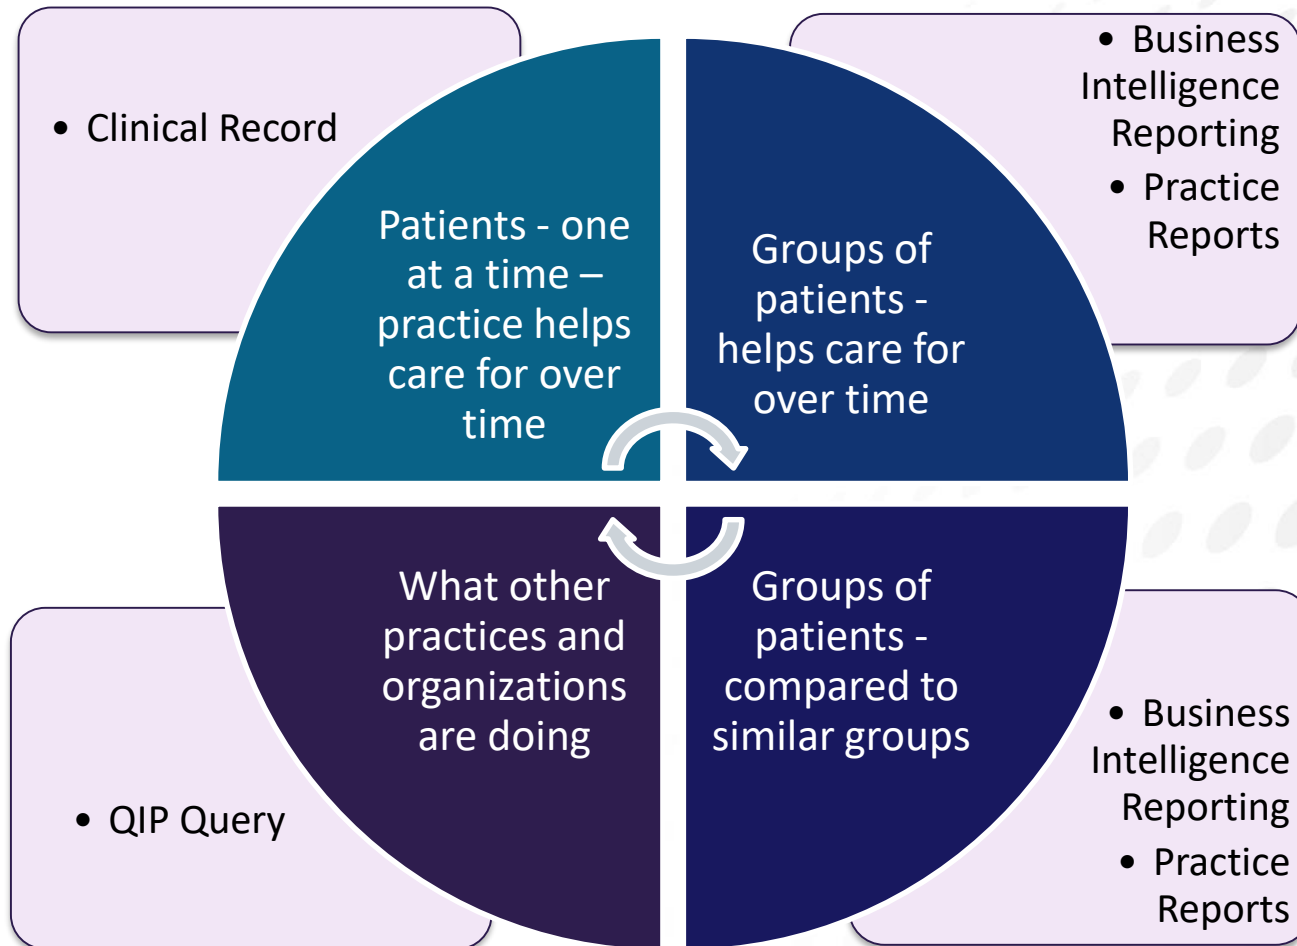 • Clinical Record
Patients - one
at a time –
practice helps
care for over
time
• Business
Intelligence
Reporting
• Practice
Reports
Groups of
patients -
helps care for
over time
What other
practices and
organizations
are doing
• QIP Query
Groups of
patients -
compared to
similar groups
• Business
Intelligence
Reporting
• Practice
Reports